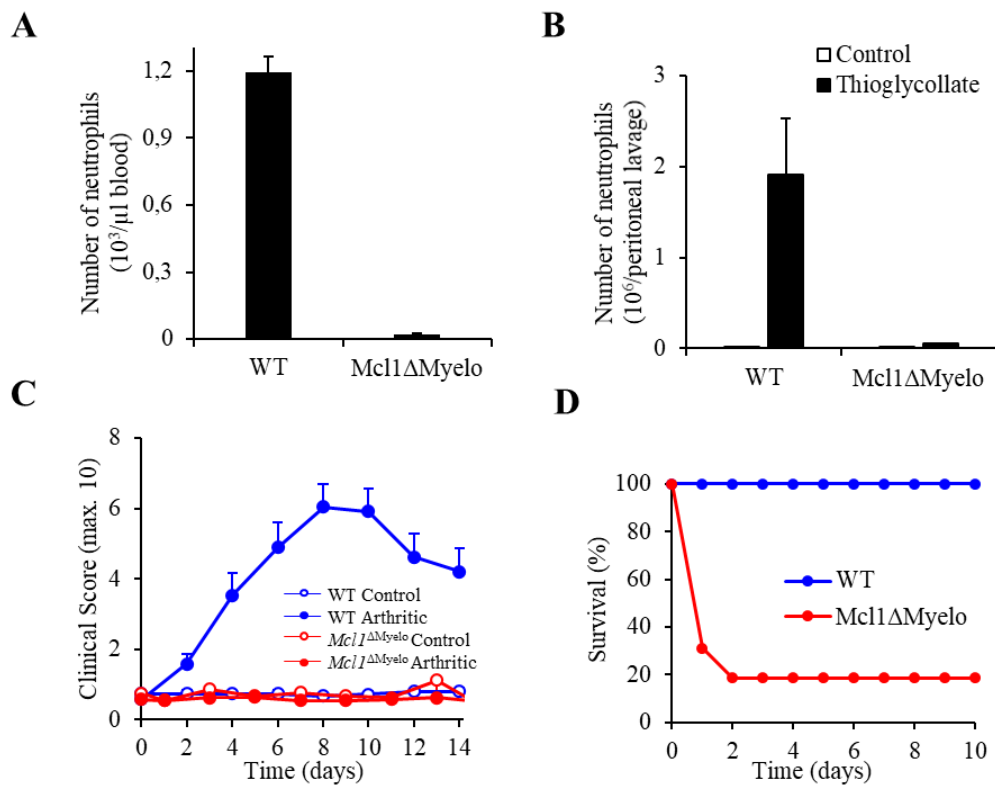 A
Number of neutrophils
(10³/µl blood)
1,2
0,9
0,6
0,3
0
WT
Mcl1ΔMyelo
B
Control
Thioglycollate
Number of neutrophils
(10⁶/peritoneal lavage)
3
2
1
0
WT
Mcl1ΔMyelo
C
Clinical Score (max. 10)
8
6
4
2
0
WT Control
WT Arthritic
Mcl1ΔMyelo Control
Mcl1ΔMyelo Arthritic
0 2 4 6 8 10 12 14
Time (days)
D
Survival (%)
100
80
60
40
20
0
WT
Mcl1ΔMyelo
0 2 4 6 8 10
Time (days)